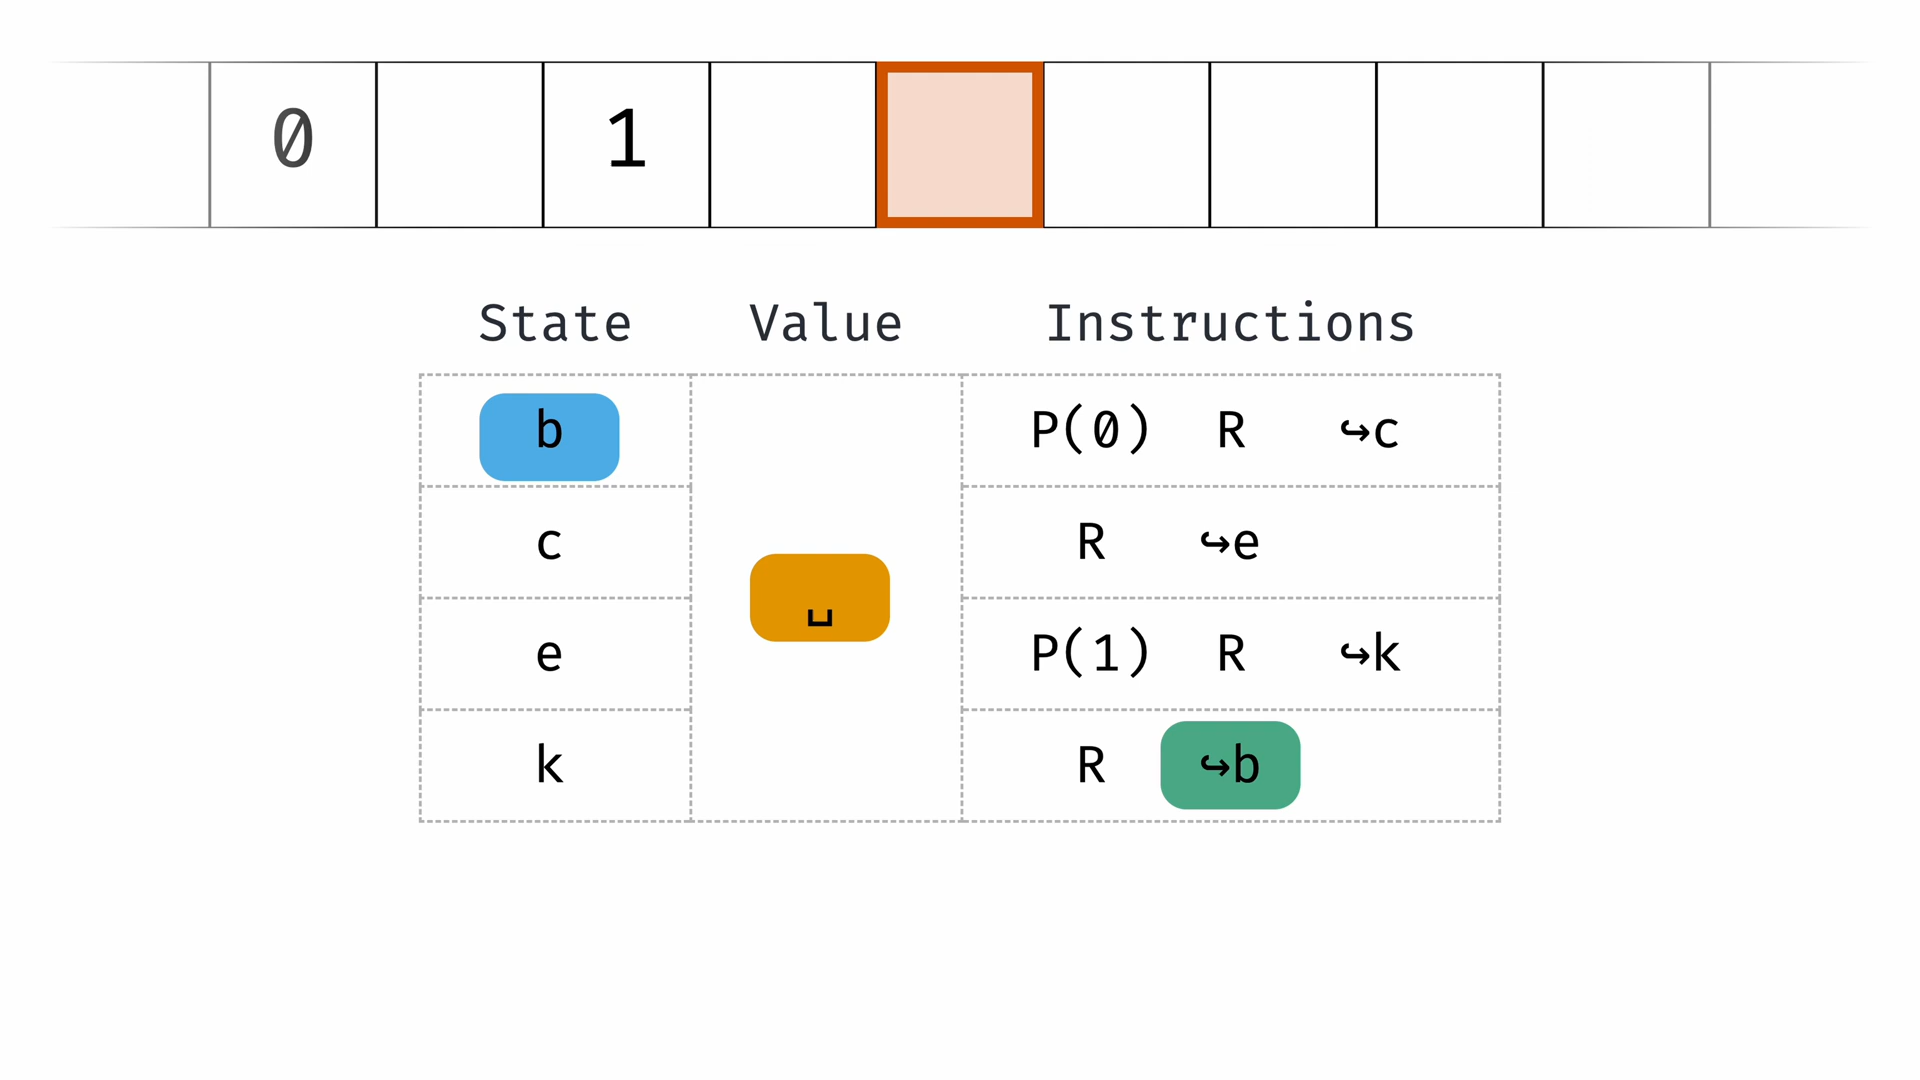 0 1
State Value Instructions
b P(0) R ↪c
c R ↪e
␣
e P(1) R ↪k
k R ↪b